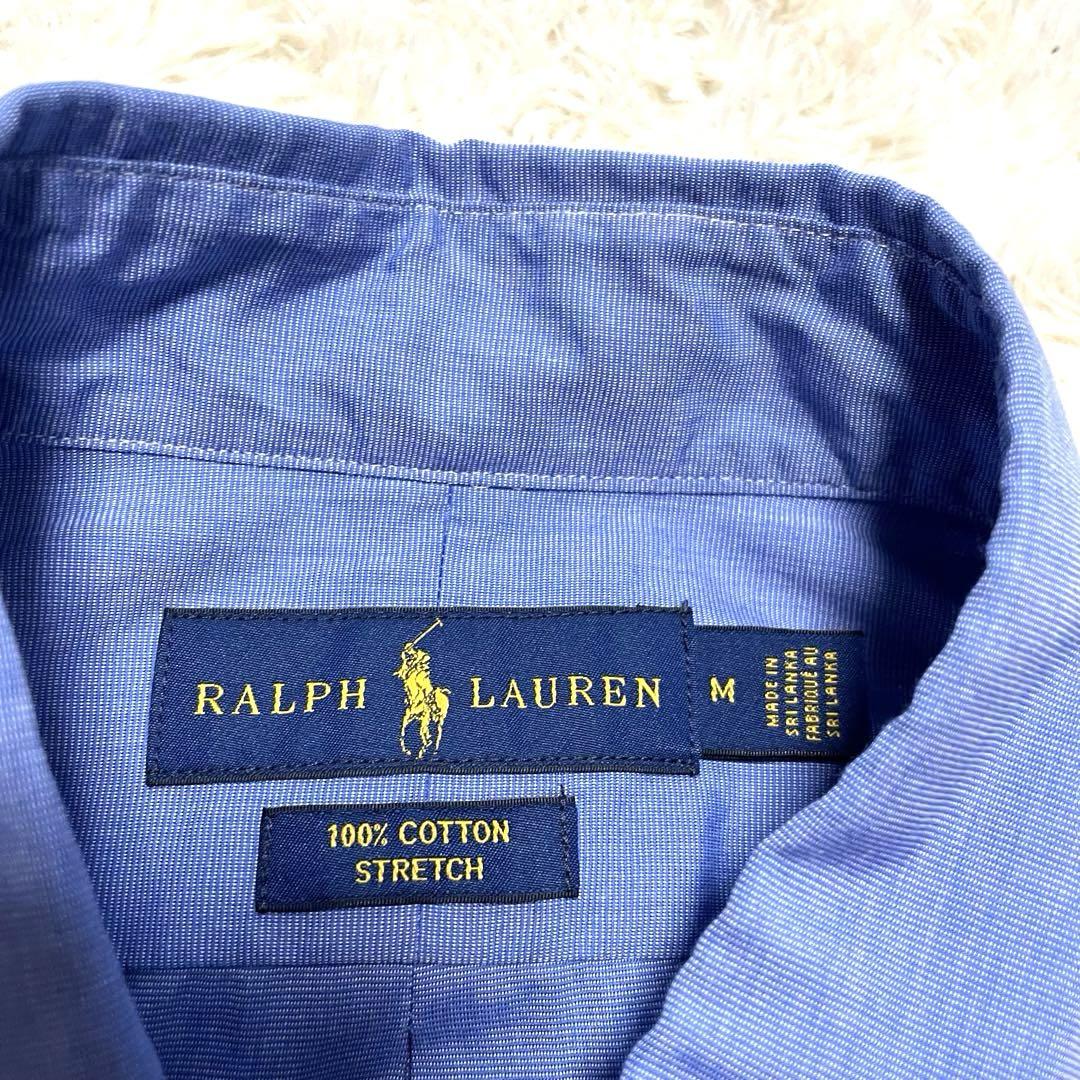 RALPH LAUREN
M
MADE IN
SRI LANKA
FABRIQUÉ AU
SRI LANKA
100% COTTON
STRETCH